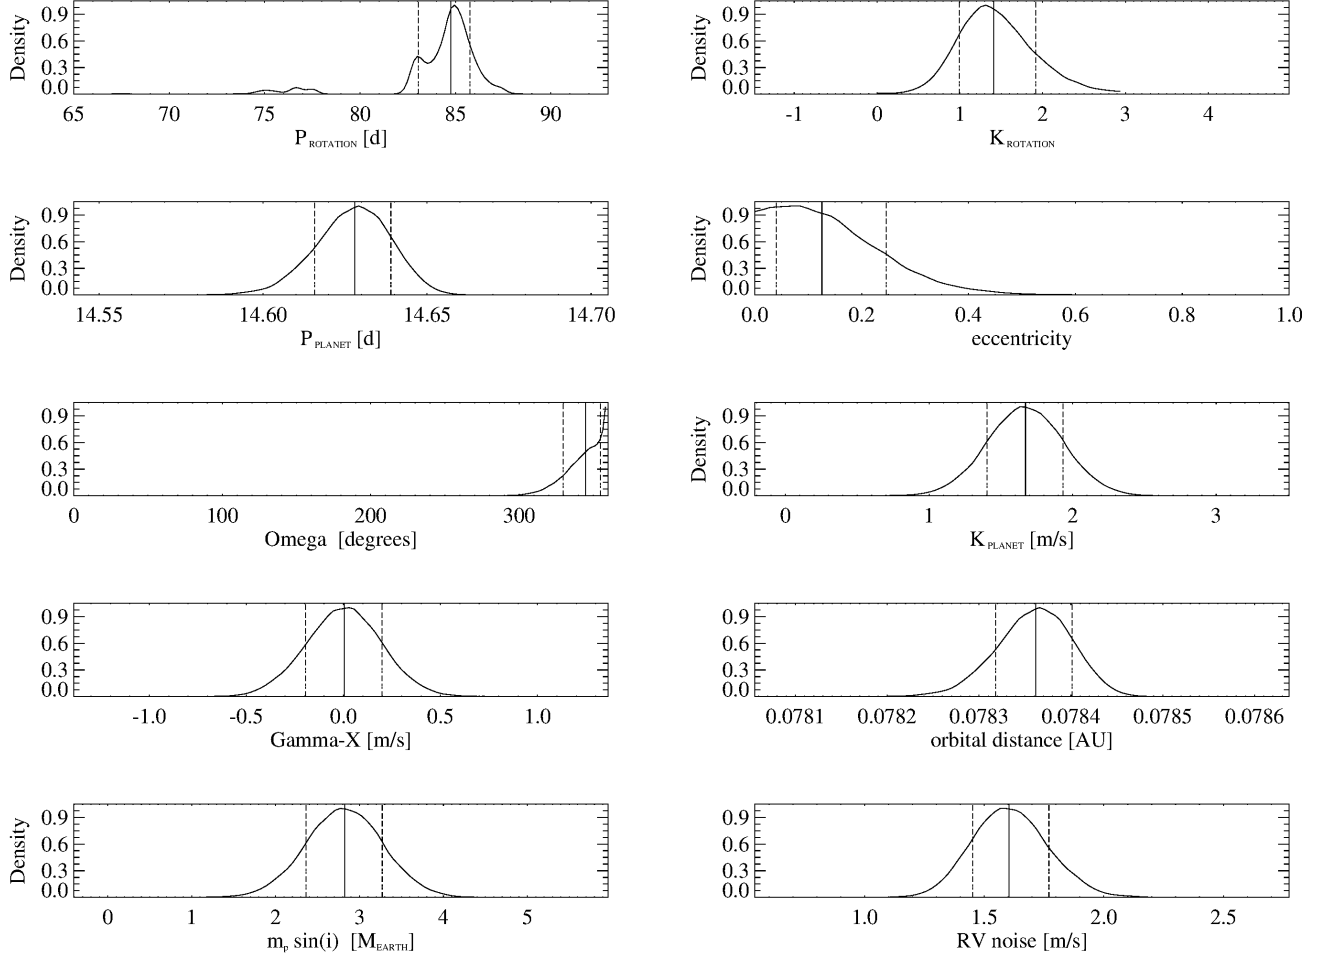 Density
0.9
0.6
0.3
0.0
65 70 75 80 85 90
P ROTATION [d]
Density
0.9
0.6
0.3
0.0
-1 0 1 2 3 4
K ROTATION
Density
0.9
0.6
0.3
0.0
14.55 14.60 14.65 14.70
P PLANET [d]
Density
0.9
0.6
0.3
0.0
0.0 0.2 0.4 0.6 0.8 1.0
eccentricity
0.9
0.6
0.3
0.0
0 100 200 300
Omega [degrees]
Density
0.9
0.6
0.3
0.0
0 1 2 3
K PLANET [m/s]
0.9
0.6
0.3
0.0
-1.0 -0.5 0.0 0.5 1.0
Gamma-X [m/s]
0.9
0.6
0.3
0.0
0.0781 0.0782 0.0783 0.0784 0.0785 0.0786
orbital distance [AU]
Density
0.9
0.6
0.3
0.0
0 1 2 3 4 5
mp sin(i) [MEARTH]
0.9
0.6
0.3
0.0
1.0 1.5 2.0 2.5
RV noise [m/s]